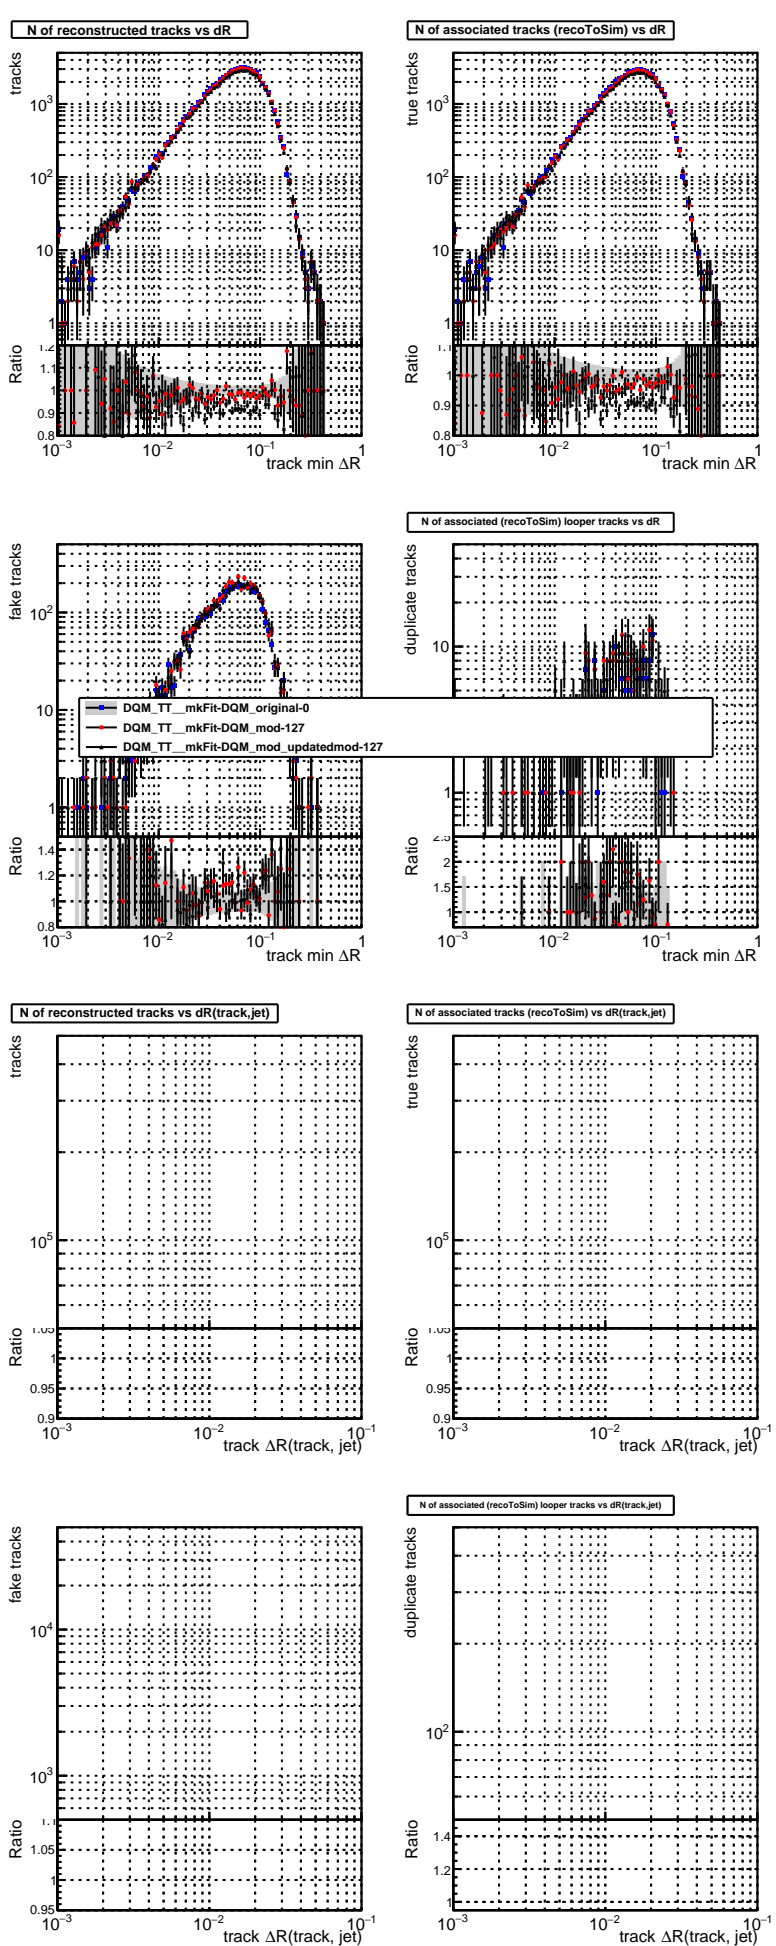 N of reconstructed tracks vs dR
tracks
10³
10²
10
1
Ratio
1.2
1.1
1
0.9
0.8
10⁻³
10⁻²
10⁻¹
1
track min ΔR
N of associated tracks (recoToSim) vs dR
true tracks
10³
10²
10
1
Ratio
1.1
1
0.9
0.8
10⁻³
10⁻²
10⁻¹
1
track min ΔR
fake tracks
10²
10
1
Ratio
1.4
1.2
1
0.8
10⁻³
10⁻²
10⁻¹
1
track min ΔR
N of associated (recoToSim) looper tracks vs dR
duplicate tracks
10
1
Ratio
2.5
2
1.5
1
10⁻³
10⁻²
10⁻¹
1
track min ΔR
DQM_TT__mkFit-DQM_original-0
DQM_TT__mkFit-DQM_mod-127
DQM_TT__mkFit-DQM_mod_updatedmod-127
N of reconstructed tracks vs dR(track,jet)
tracks
10⁵
Ratio
1.05
1
0.95
0.9
10⁻³
10⁻²
10⁻¹
track ΔR(track, jet)
N of associated tracks (recoToSim) vs dR(track,jet)
true tracks
10⁵
Ratio
1.05
1
0.95
0.9
10⁻³
10⁻²
10⁻¹
track ΔR(track, jet)
fake tracks
10⁴
10³
Ratio
1.1
1.05
1
0.95
10⁻³
10⁻²
10⁻¹
track ΔR(track, jet)
N of associated (recoToSim) looper tracks vs dR(track,jet)
duplicate tracks
10²
Ratio
1.4
1.2
1
10⁻³
10⁻²
10⁻¹
track ΔR(track, jet)